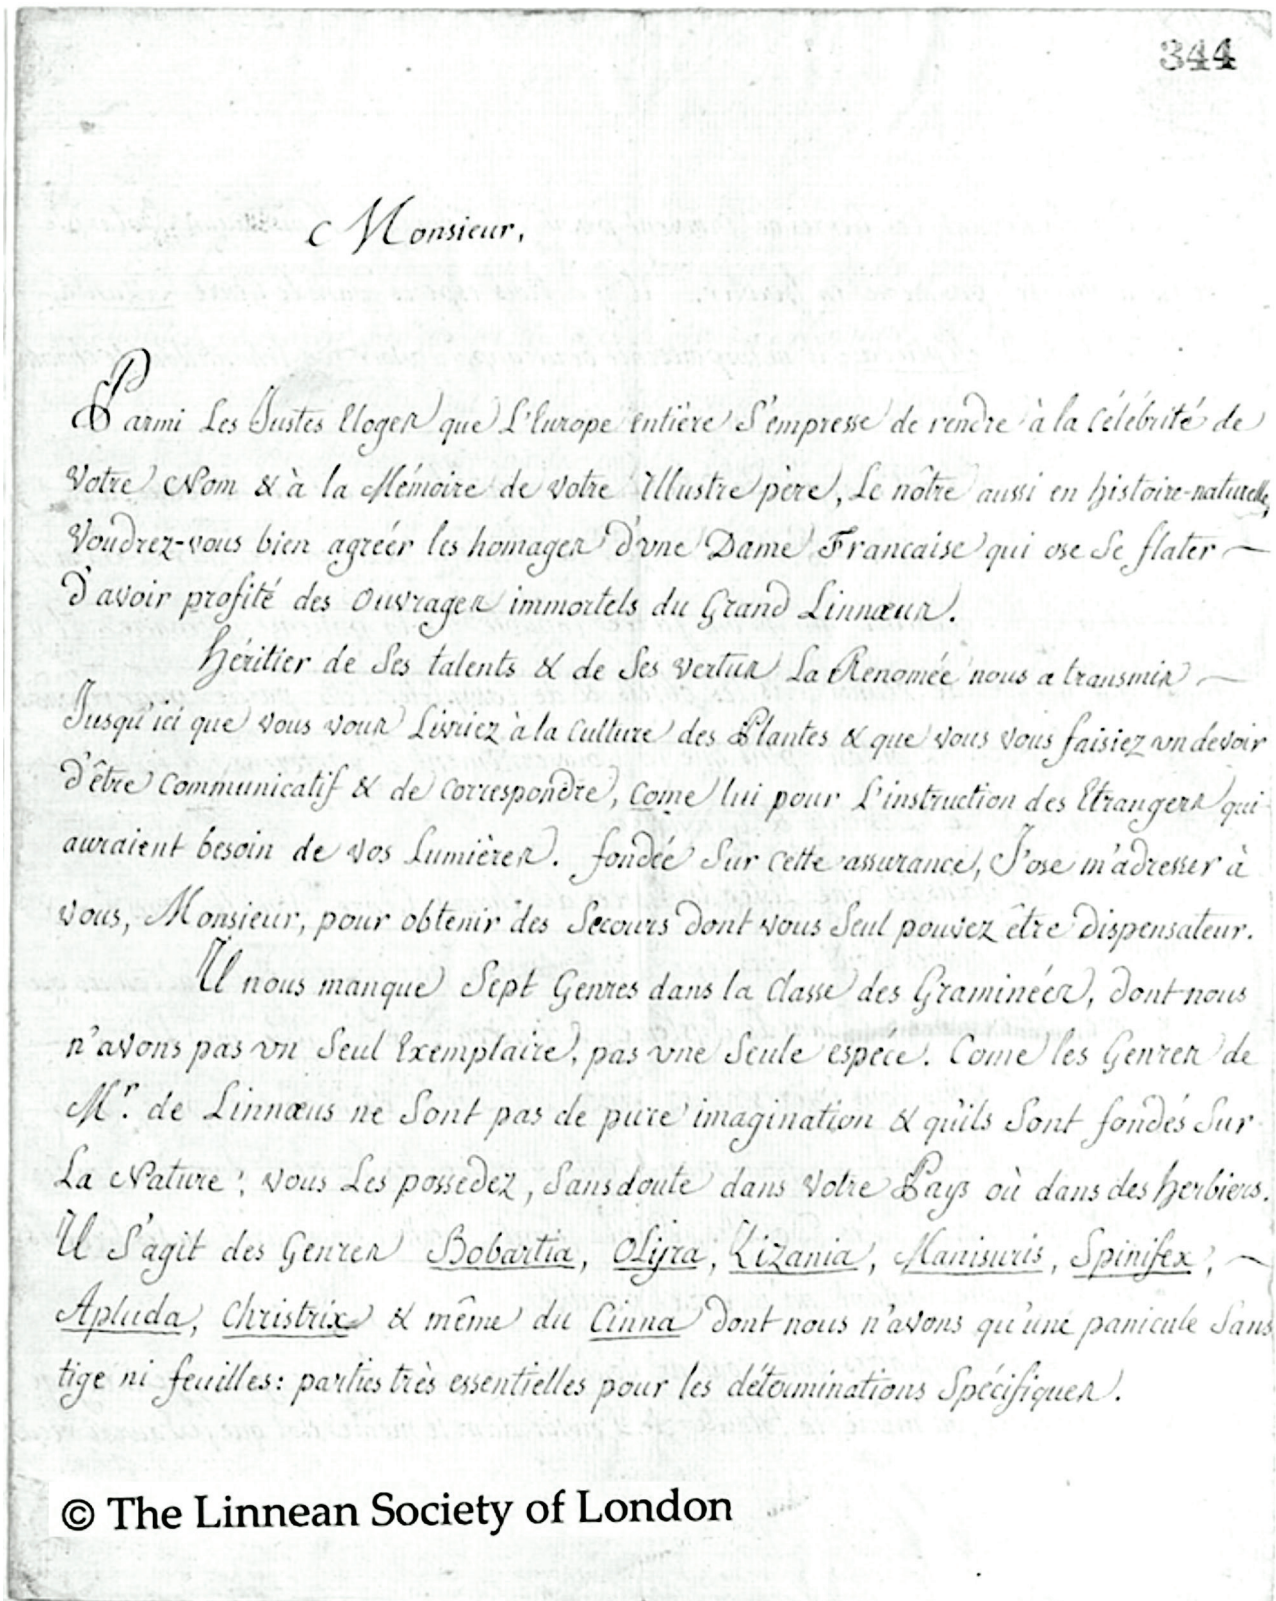 344
Monsieur,
Parmi Les Justes Eloges que L'Europe entière s'empresse de rendre à la Célébrité de
Votre Nom & à la Mémoire de votre Illustre père, Le nôtre aussi en histoire-naturelle,
Voudrez-vous bien agréér les homages d'vne Dame Francaise qui ose se flater
d'avoir profité des Ouvrages immortels du Grand Linnæus.
héritier de Ses talents & de Ses vertus La Renomée nous a transmis
Jusqu'ici que vous vous Livriez à la Culture des Plantes & que vous vous faisiez vn devoir
d'être Communicatif & de Correspondre, Come lui pour L'instruction des Etrangers qui
auraient besoin de vos Lumières. fondée Sur cette assurance, J'ose m'adresser à
vous, Monsieur, pour obtenir des Secours dont vous Seul pouvez être dispensateur.
Il nous manque Sept Genres dans la Classe des Graminées, dont nous
n'avons pas vn Seul Exemplaire, pas vne Seule espéce. Come les Genres de
Mr. de Linnæus ne Sont pas de pure imagination & qu'ils Sont fondés Sur
La Nature; vous Les possedez, Sans doute dans Votre Pays où dans des herbiers.
Il S'agit des Genres Bobartia, Olyra, Zizania, Manisuris, Spinifex,
Apluda, Christrix & même du Cinna dont nous n'avons qu'une panicule Sans
tige ni feuilles: parties très essentielles pour les déterminations Spécifiques.
© The Linnean Society of London